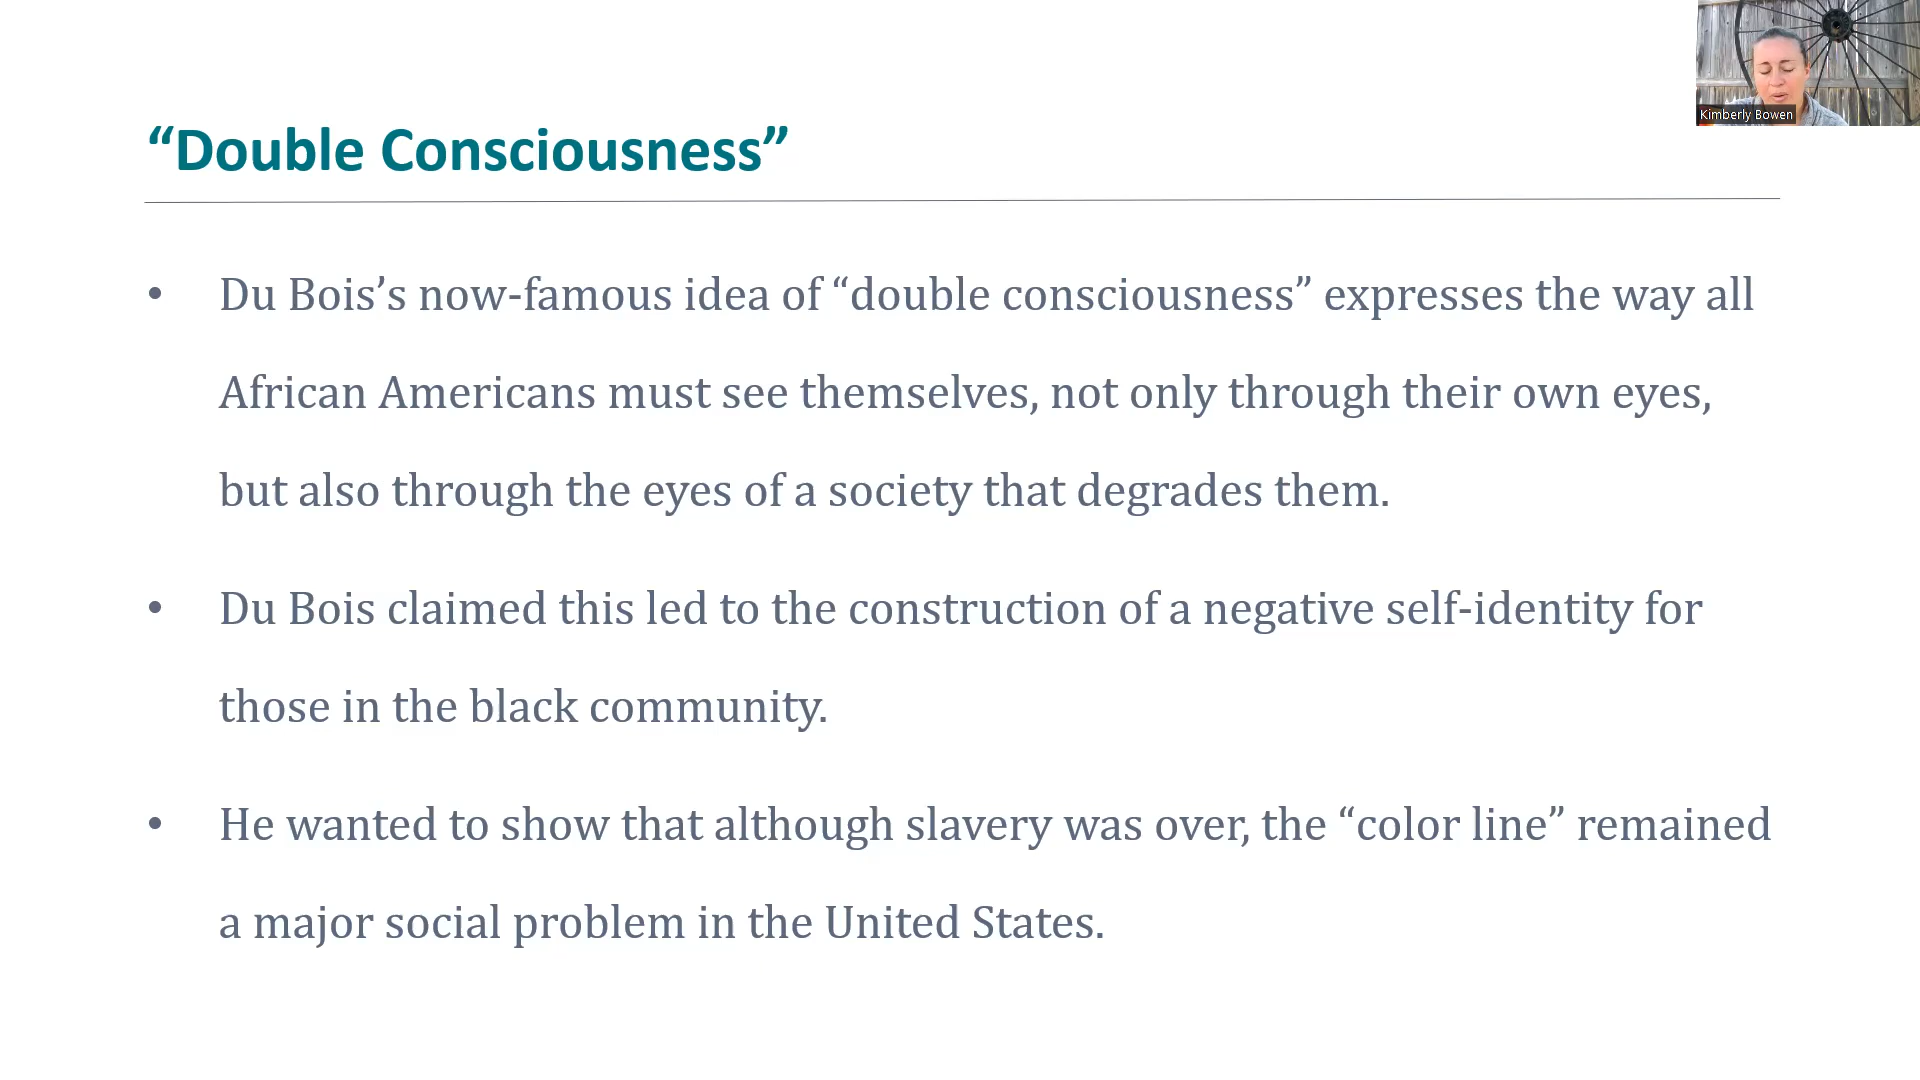 Kimberly Bowen
“Double Consciousness”
• Du Bois’s now-famous idea of “double consciousness” expresses the way all
African Americans must see themselves, not only through their own eyes,
but also through the eyes of a society that degrades them.
• Du Bois claimed this led to the construction of a negative self-identity for
those in the black community.
• He wanted to show that although slavery was over, the “color line” remained
a major social problem in the United States.